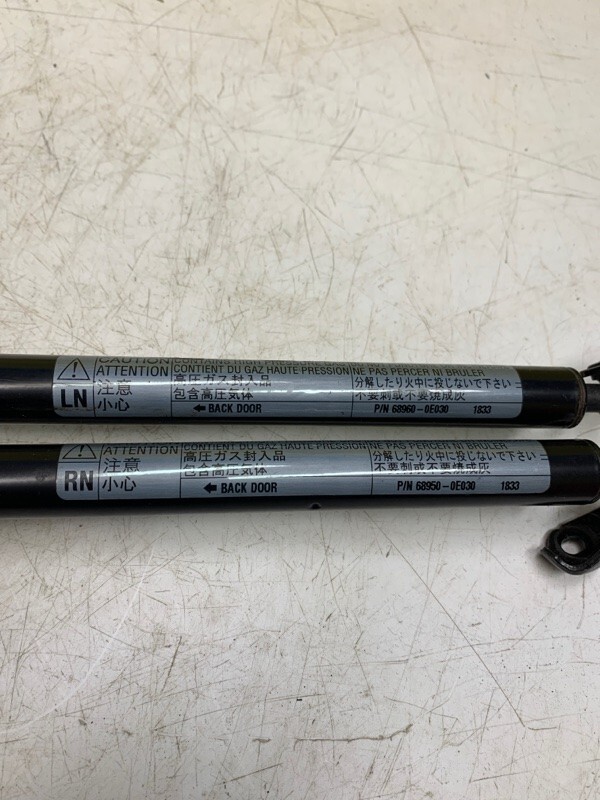 CAUTION CONTAINS HIGH PRESSURE
ATTENTION CONTIENT DU GAZ HAUTE PRESSION NE PAS PERCER NI BRULER
LN 注意 高圧ガス封入品 分解したり火中に投じないで下さい
小心 包含高圧気体 不要刺或不要焼成灰
BACK DOOR P/N 68960-0E030 1833
ATTENTION CONTIENT DU GAZ HAUTE PRESSION NE PAS PERCER NI BRULER
RN 注意 高圧ガス封入品 分解したり火中に投じないで下さい
小心 包含高圧気体 不要刺或不要焼成灰
BACK DOOR P/N 68950-0E030 1833